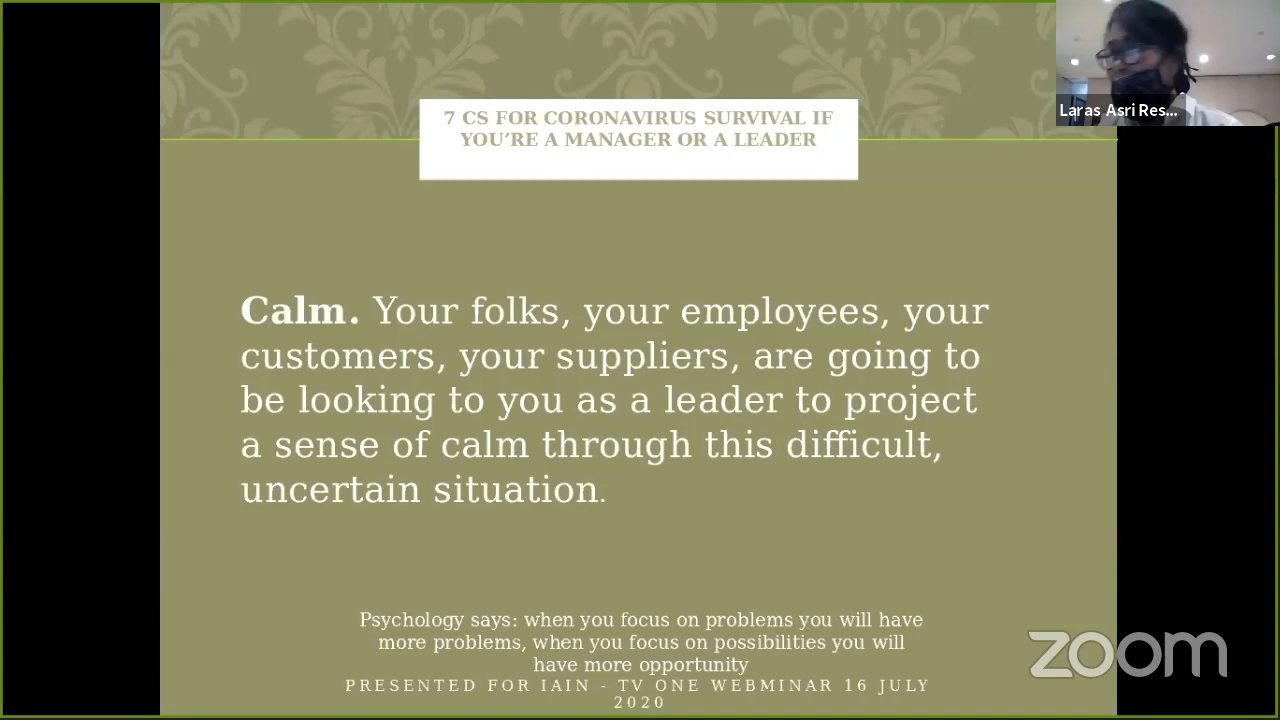 7 CS FOR CORONAVIRUS SURVIVAL IF
YOU’RE A MANAGER OR A LEADER
Laras Asri Res...
Calm. Your folks, your employees, your
customers, your suppliers, are going to
be looking to you as a leader to project
a sense of calm through this difficult,
uncertain situation.
Psychology says: when you focus on problems you will have
more problems, when you focus on possibilities you will
have more opportunity
PRESENTED FOR IAIN - TV ONE WEBMINAR 16 JULY
2020
zoom